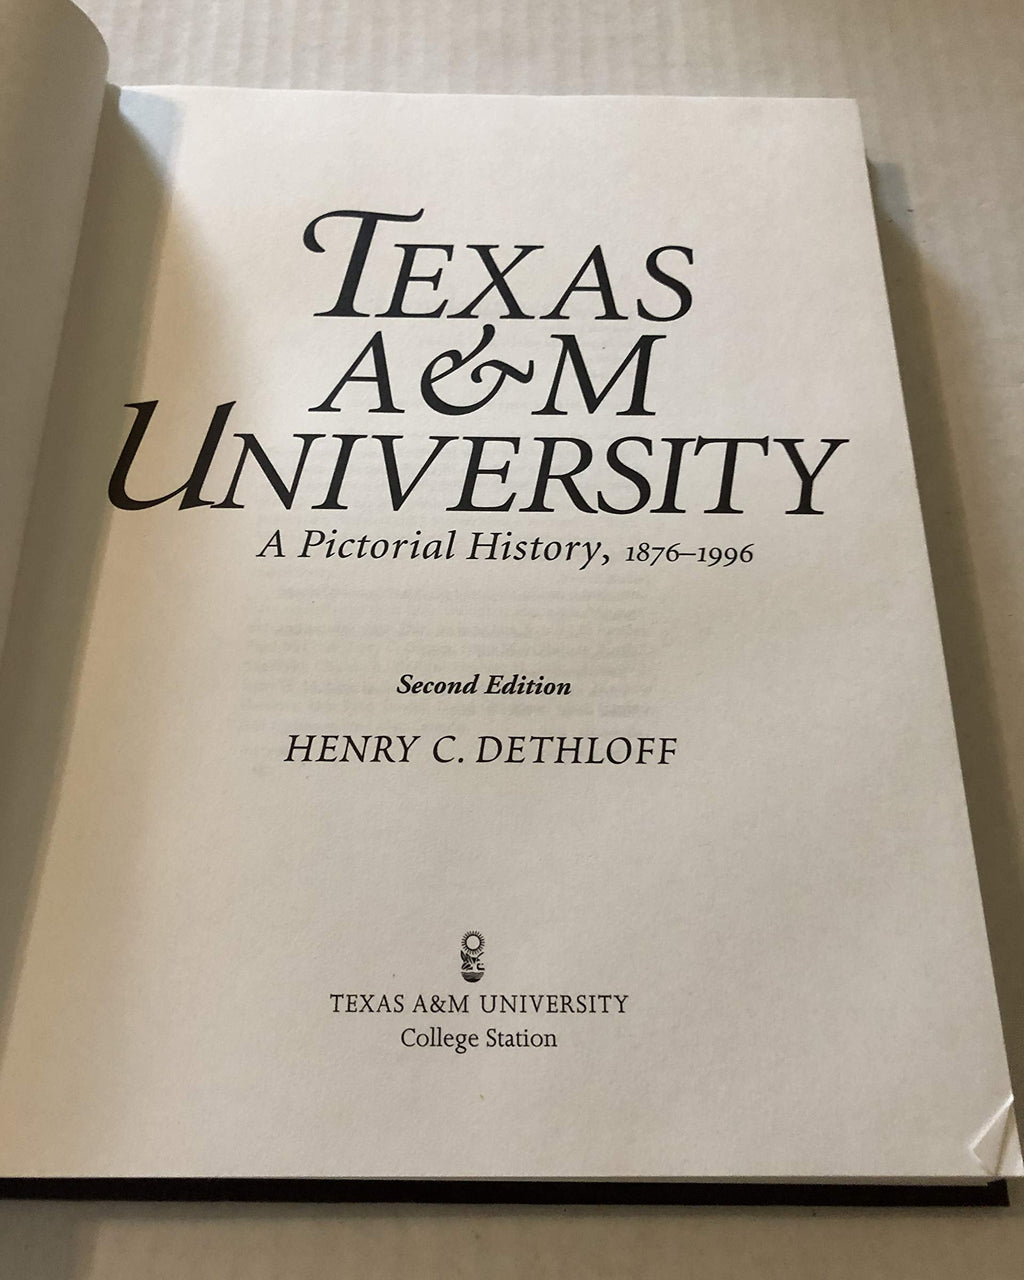 TEXAS
A&M
UNIVERSITY
A Pictorial History, 1876–1996
Second Edition
HENRY C. DETHLOFF
TEXAS A&M UNIVERSITY
College Station